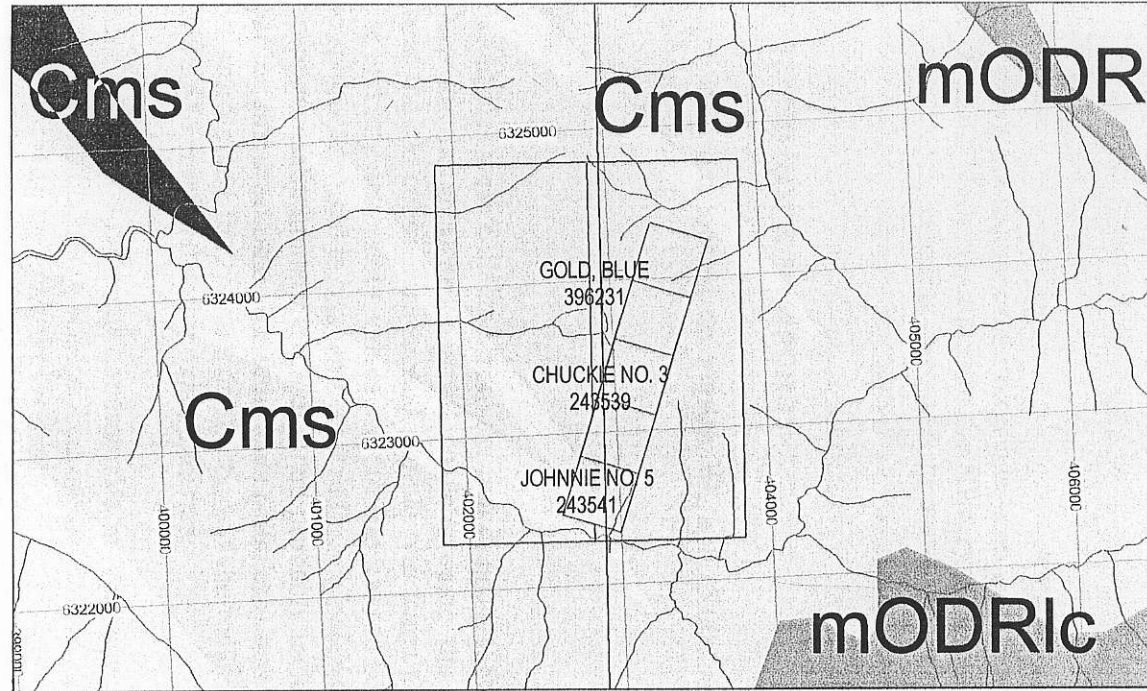 Cms
Cms
mODR
6325000
GOLD, BLUE
396231
6324000
405000
CHUCKIE NO. 3
243539
Cms
6323000
JOHNNIE NO. 5
243541
400000
401000
402000
404000
406000
6322000
mODRlc